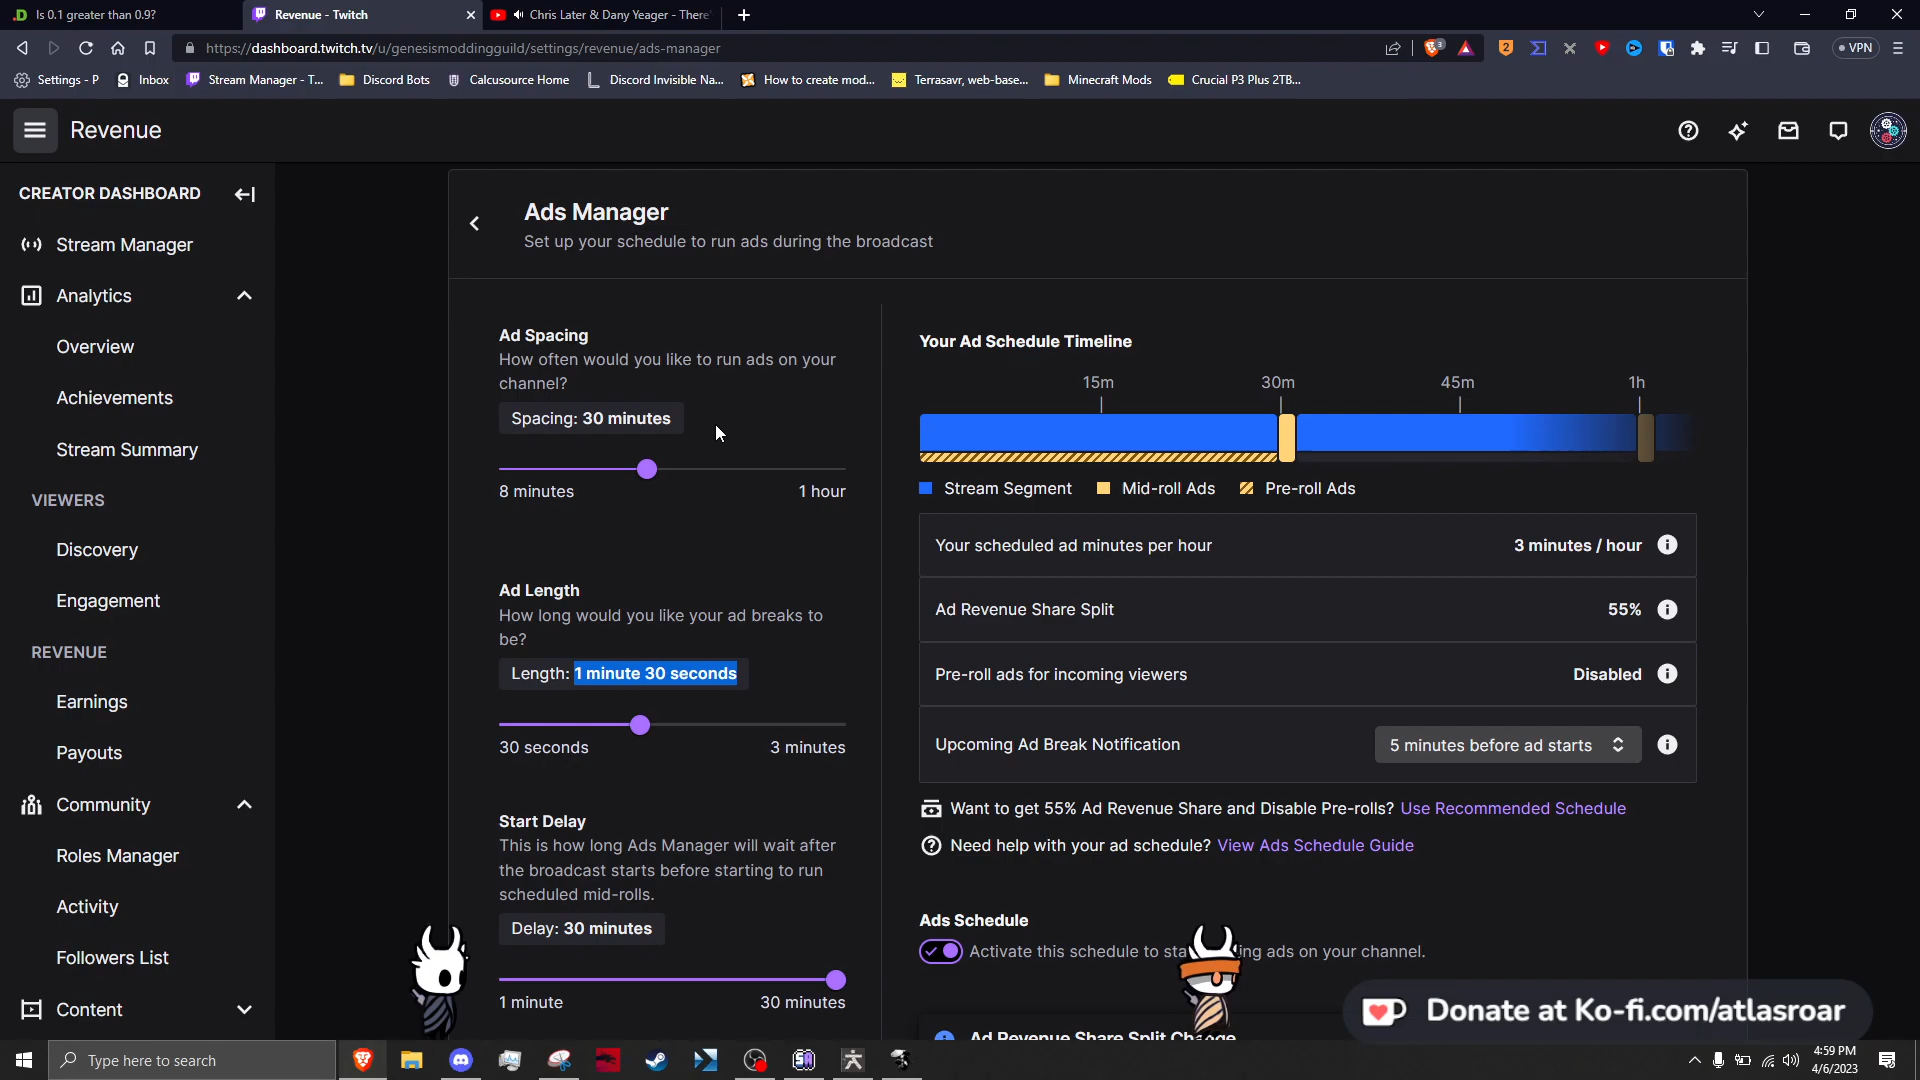 Is 0.1 greater than 0.9?
Revenue - Twitch
Chris Later & Dany Yeager - There'
https://dashboard.twitch.tv/u/genesismoddingguild/settings/revenue/ads-manager
3
2
VPN
Settings - P
Inbox
Stream Manager - T...
Discord Bots
Calcusource Home
Discord Invisible Na...
How to create mod...
Terrasavr, web-base...
Minecraft Mods
Crucial P3 Plus 2TB...
Revenue
CREATOR DASHBOARD
Stream Manager
Analytics
Overview
Achievements
Stream Summary
VIEWERS
Discovery
Engagement
REVENUE
Earnings
Payouts
Community
Roles Manager
Activity
Followers List
Content
Ads Manager
Set up your schedule to run ads during the broadcast
Ad Spacing
How often would you like to run ads on your
channel?
Spacing: 30 minutes
8 minutes
1 hour
Ad Length
How long would you like your ad breaks to
be?
Length: 1 minute 30 seconds
30 seconds
3 minutes
Start Delay
This is how long Ads Manager will wait after
the broadcast starts before starting to run
scheduled mid-rolls.
Delay: 30 minutes
1 minute
30 minutes
Your Ad Schedule Timeline
15m
30m
45m
1h
Stream Segment
Mid-roll Ads
Pre-roll Ads
Your scheduled ad minutes per hour
3 minutes / hour
Ad Revenue Share Split
55%
Pre-roll ads for incoming viewers
Disabled
Upcoming Ad Break Notification
5 minutes before ad starts
Want to get 55% Ad Revenue Share and Disable Pre-rolls? Use Recommended Schedule
Need help with your ad schedule? View Ads Schedule Guide
Ads Schedule
Activate this schedule to sta ing ads on your channel.
Ad Revenue Share Split Change
Donate at Ko-fi.com/atlasroar
Type here to search
4:59 PM
4/6/2023